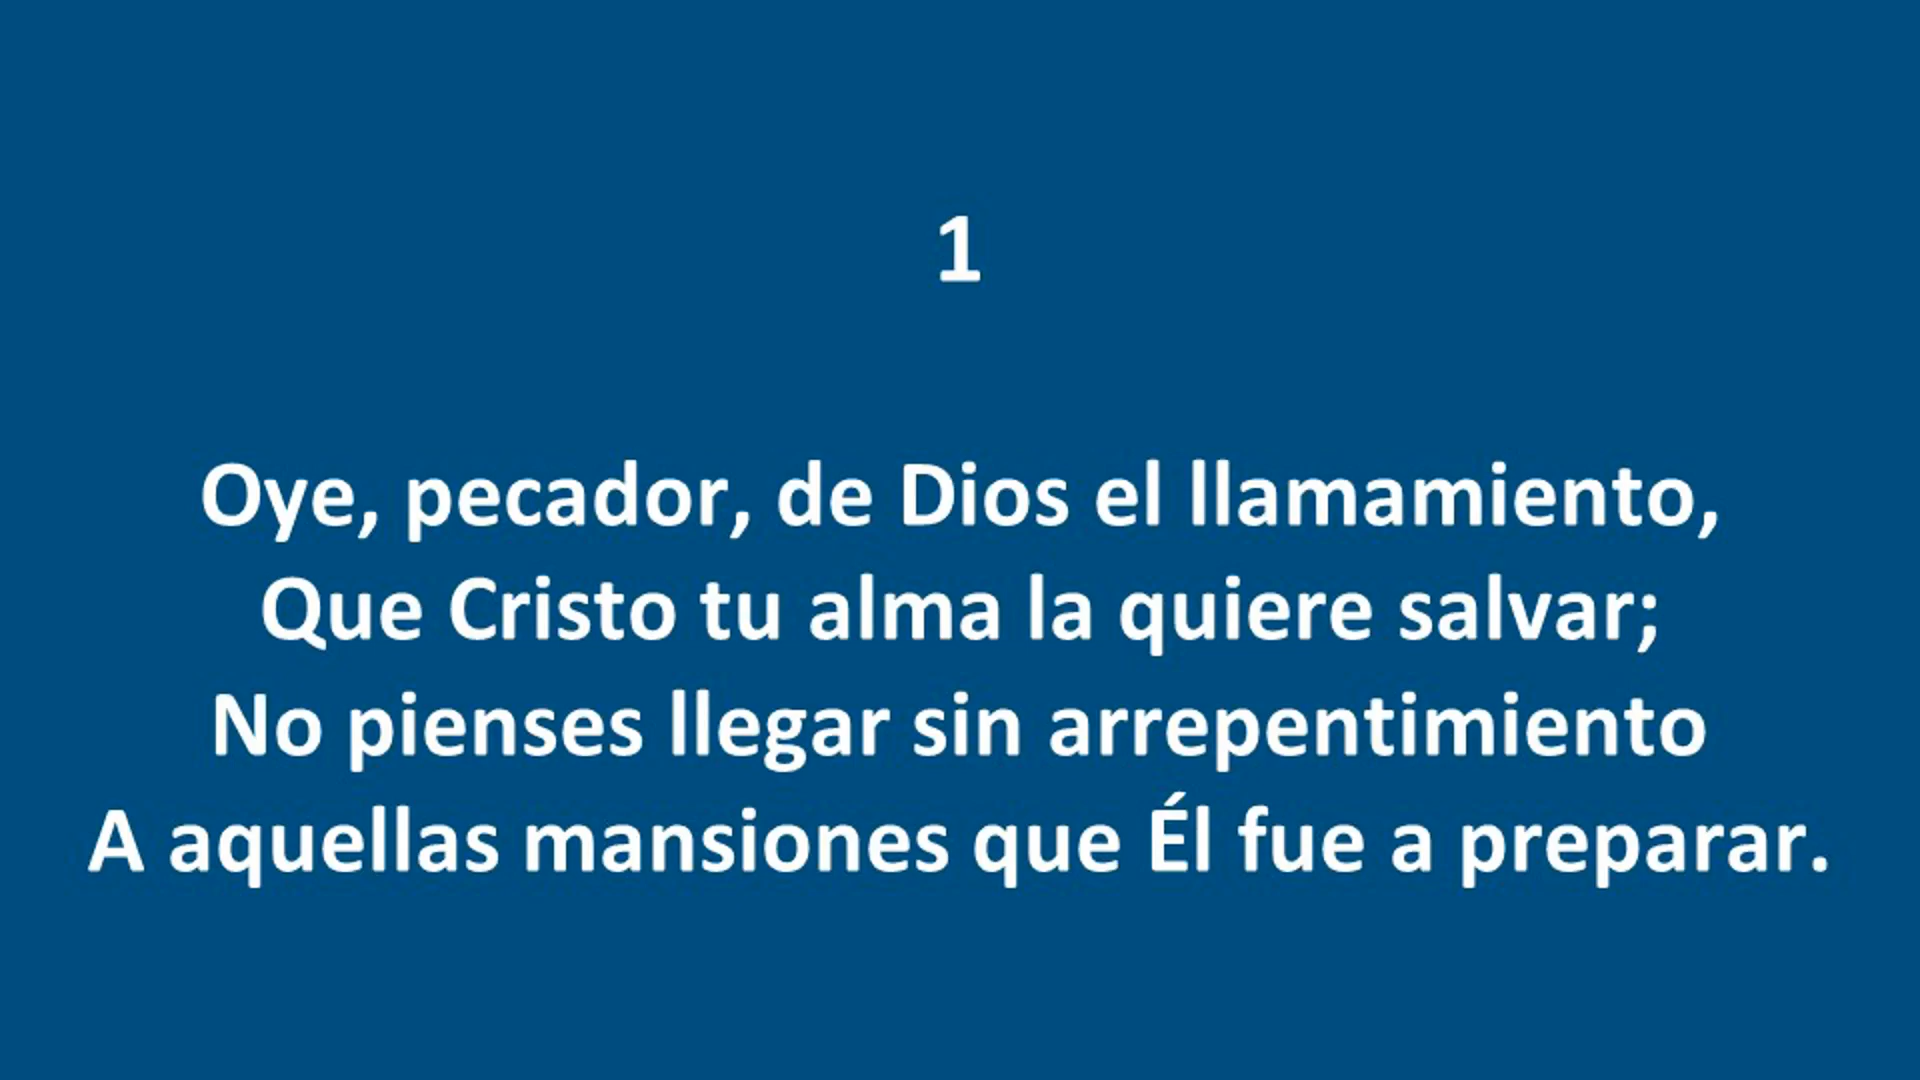 1
Oye, pecador, de Dios el llamamiento,
Que Cristo tu alma la quiere salvar;
No pienses llegar sin arrepentimiento
A aquellas mansiones que Él fue a preparar.